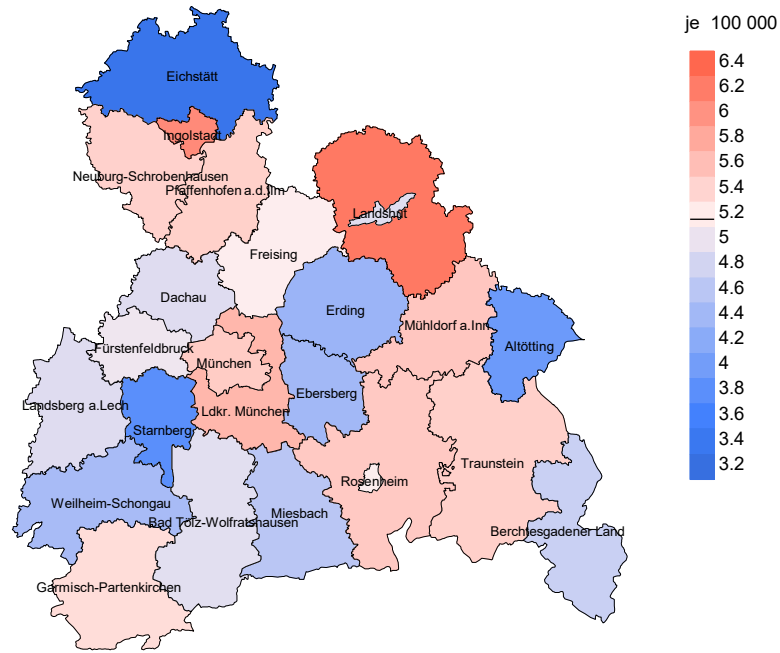 je 100 000
6.4
6.2
6
5.8
5.6
5.4
5.2
5
4.8
4.6
4.4
4.2
4
3.8
3.6
3.4
3.2
Eichstätt
Ingolstadt
Neuburg-Schrobenhausen
Pfaffenhofen a.d.Ilm
Landshut
Freising
Dachau
Erding
Mühldorf a.Inn
Altötting
Fürstenfeldbruck
München
Ebersberg
Landsberg a.Lech
Ldkr. München
Starnberg
Traunstein
Rosenheim
Weilheim-Schongau
Miesbach
Bad Tölz-Wolfratshausen
Berchtesgadener Land
Garmisch-Partenkirchen